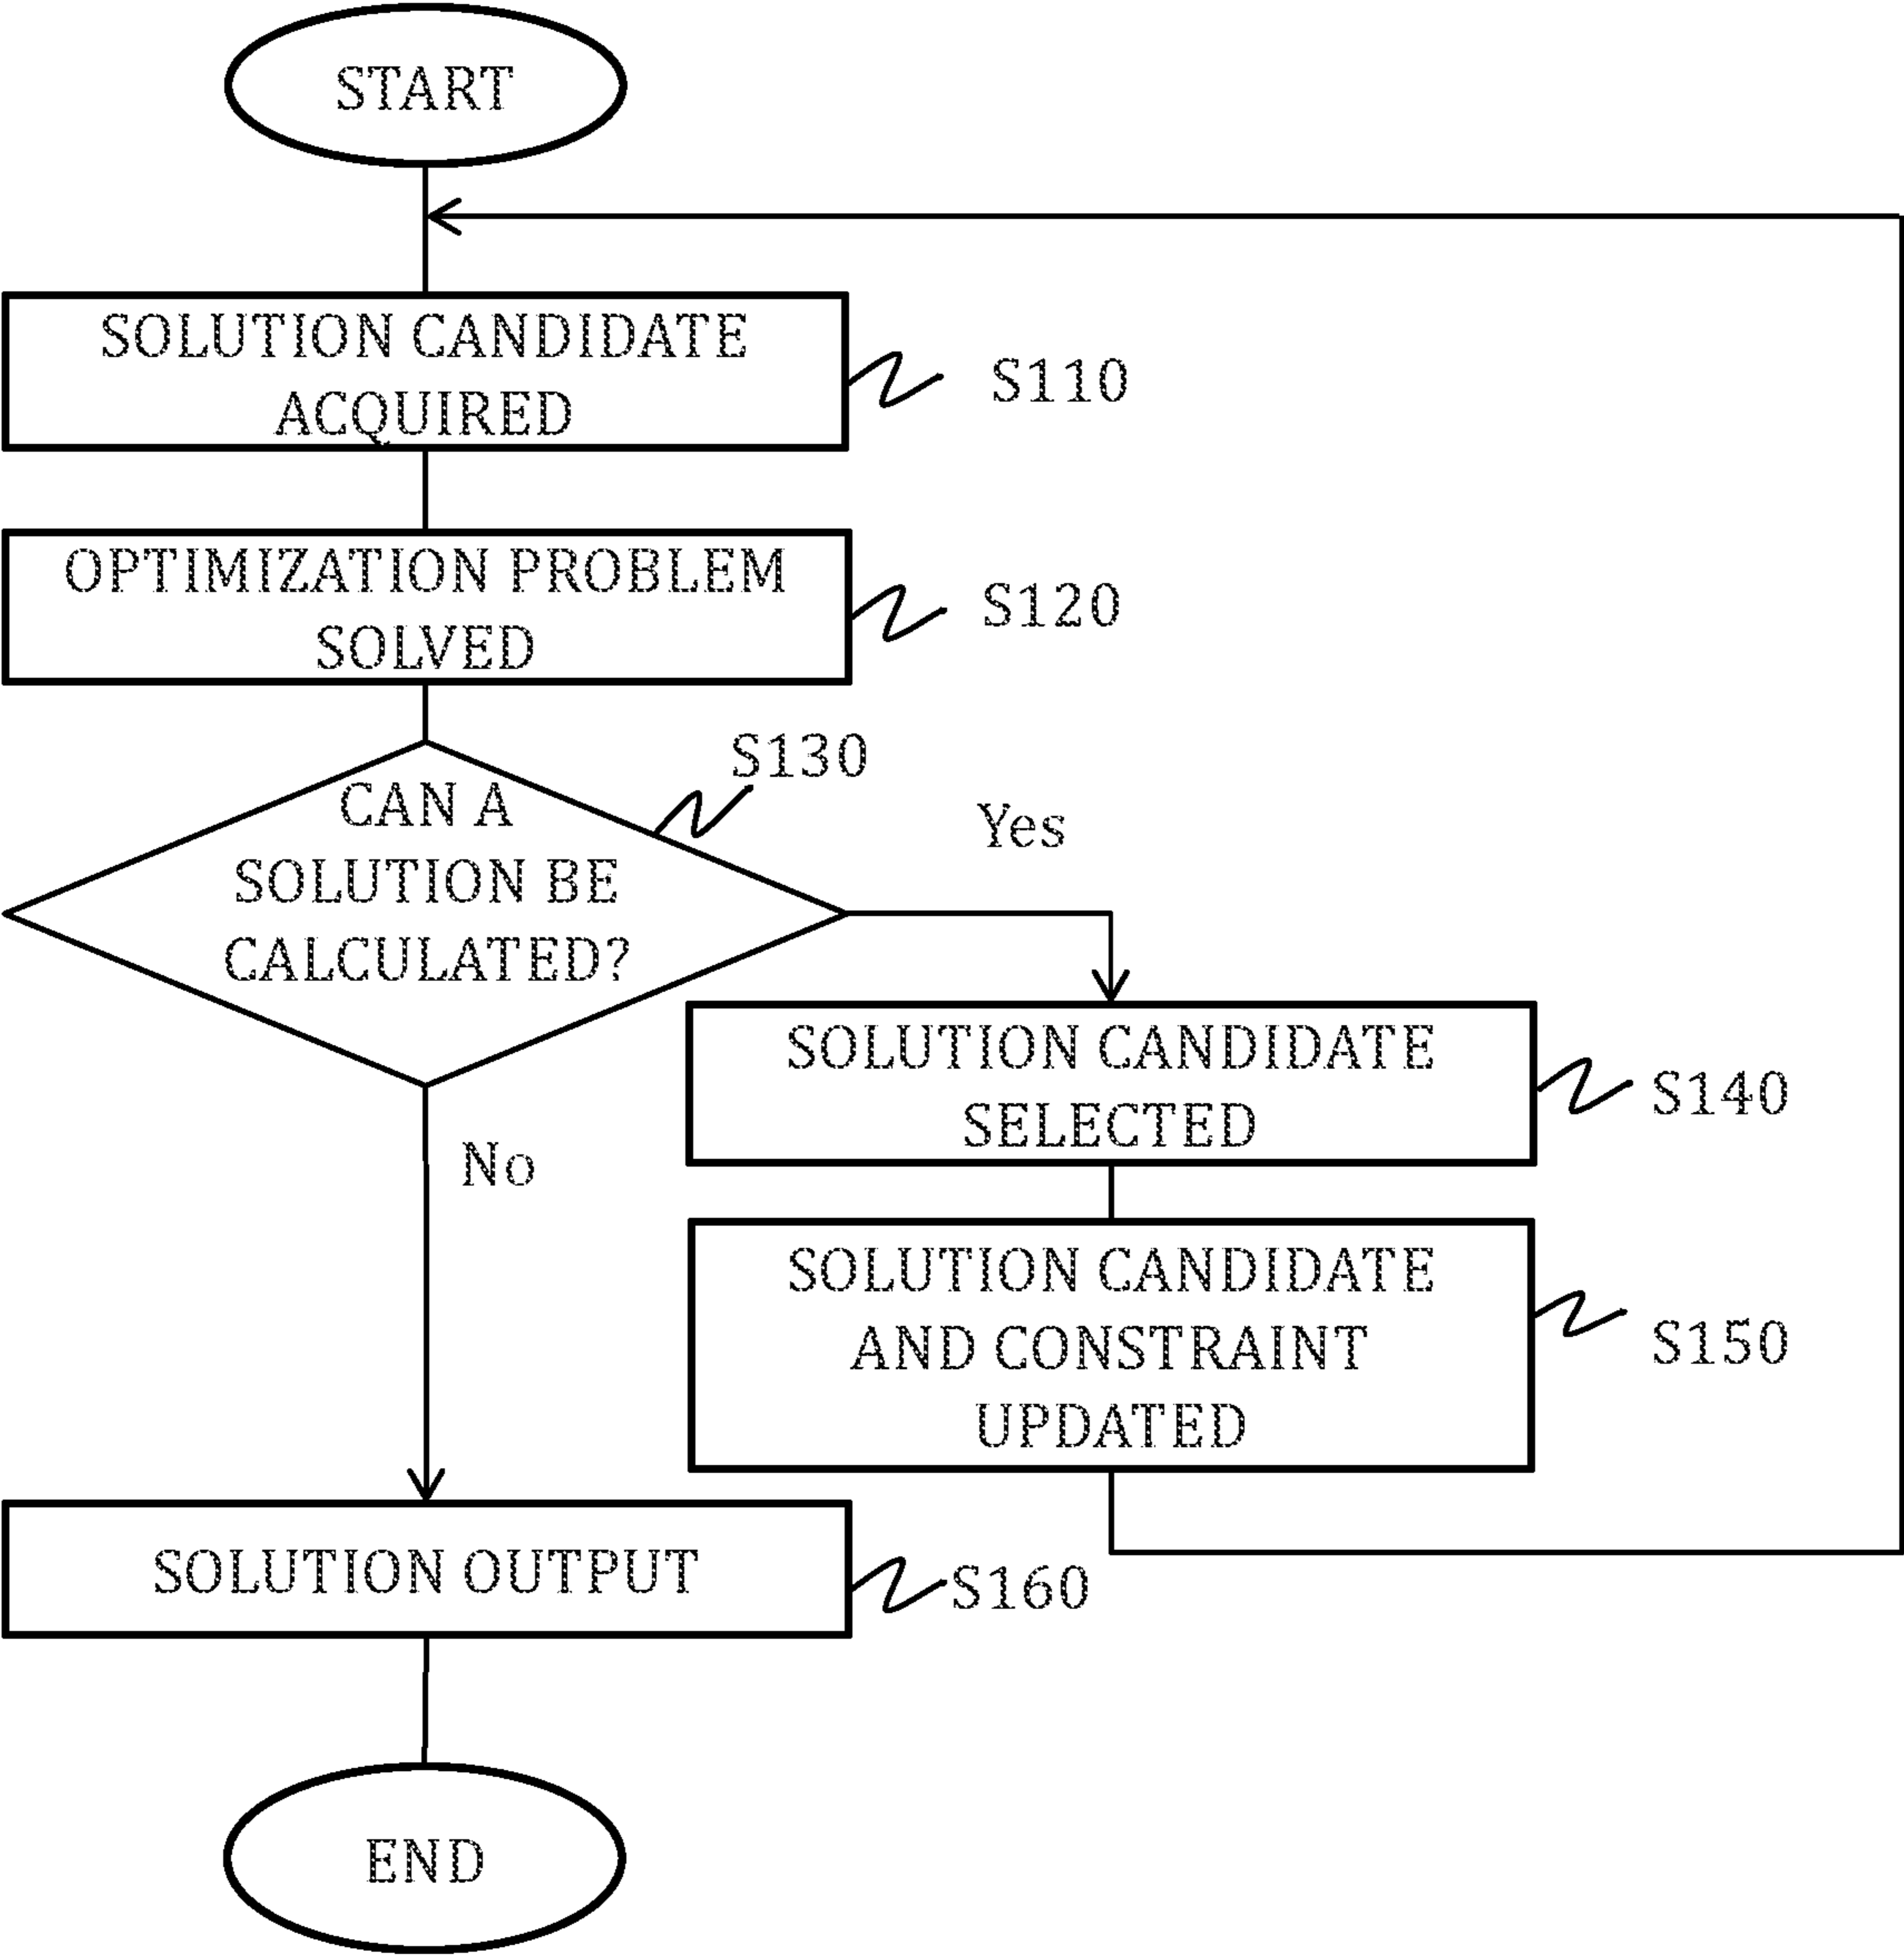 START
SOLUTION CANDIDATE
ACQUIRED
S110
OPTIMIZATION PROBLEM
SOLVED
S120
S130
CAN A
SOLUTION BE
CALCULATED?
Yes
No
SOLUTION CANDIDATE
SELECTED
S140
SOLUTION CANDIDATE
AND CONSTRAINT
UPDATED
S150
SOLUTION OUTPUT
S160
END